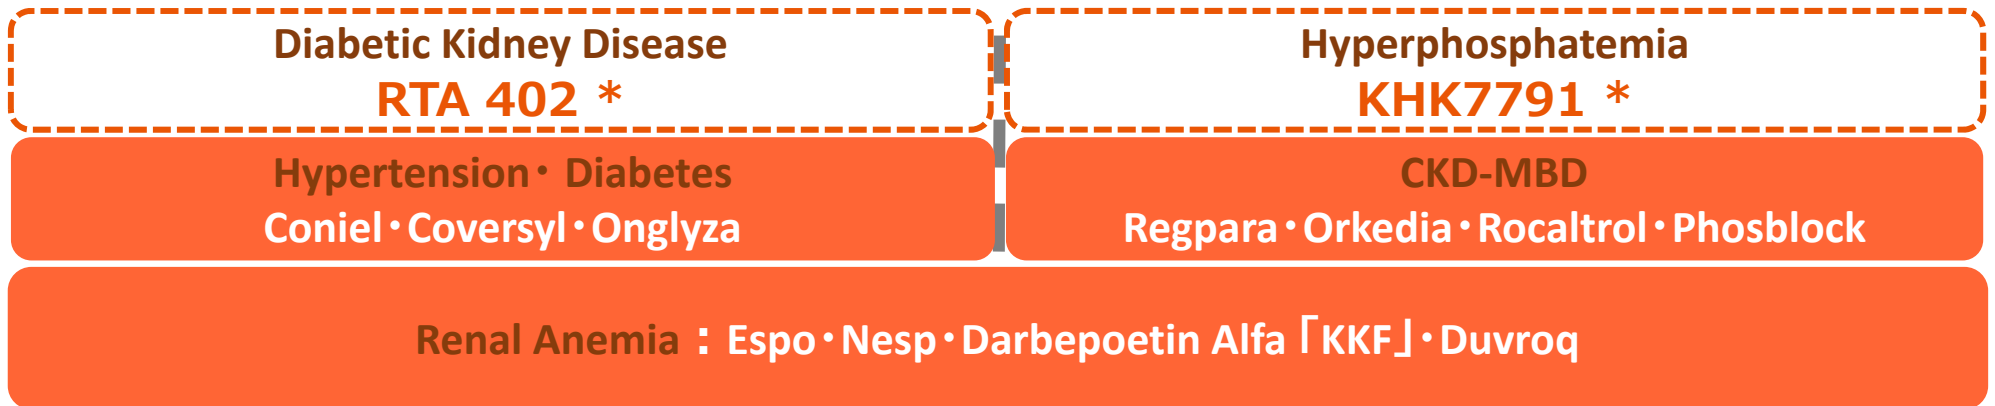 Diabetic Kidney Disease
RTA 402 *
Hyperphosphatemia
KHK7791 *
Hypertension・ Diabetes
Coniel・Coversyl・Onglyza
CKD-MBD
Regpara・Orkedia・Rocaltrol・Phosblock
Renal Anemia : Espo・Nesp・Darbepoetin Alfa 「KKF」・Duvroq